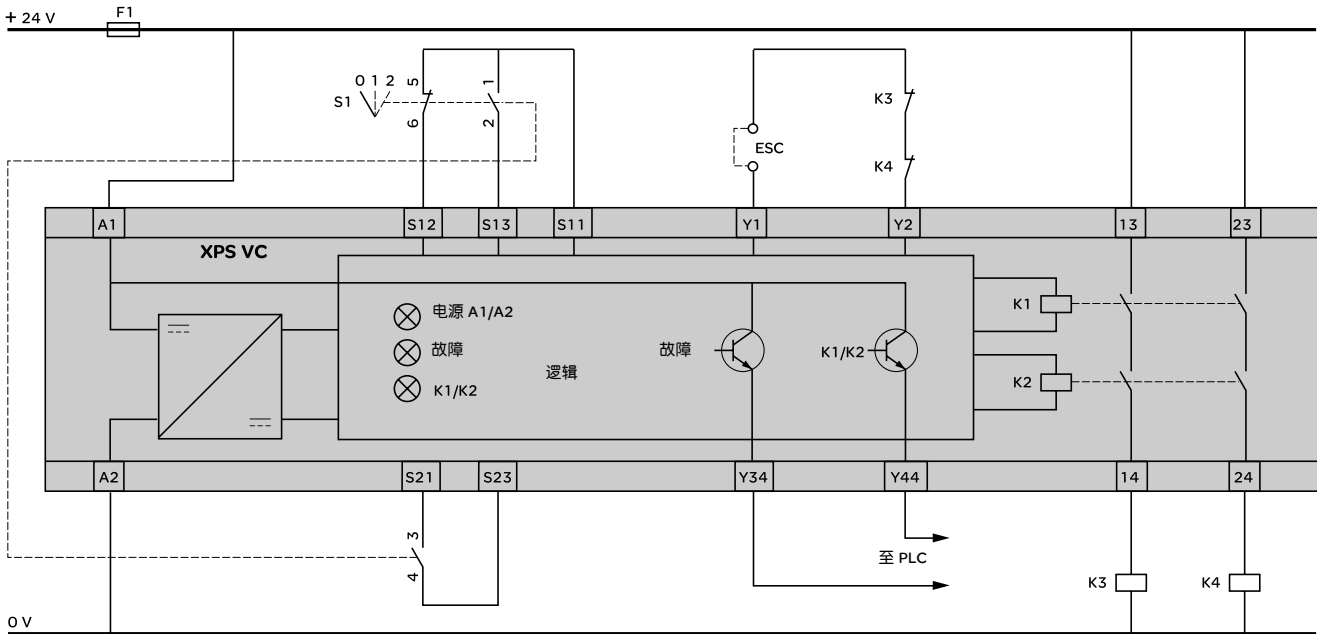 + 24 V
F1
0 1 2
S1
5
6
1
2
K3
ESC
K4
A1
S12
S13
S11
Y1
Y2
13
23
XPS VC
电源 A1/A2
故障
K1/K2
逻辑
故障
K1/K2
K1
K2
A2
S21
S23
Y34
Y44
14
24
3
4
至 PLC
K3
K4
0 V